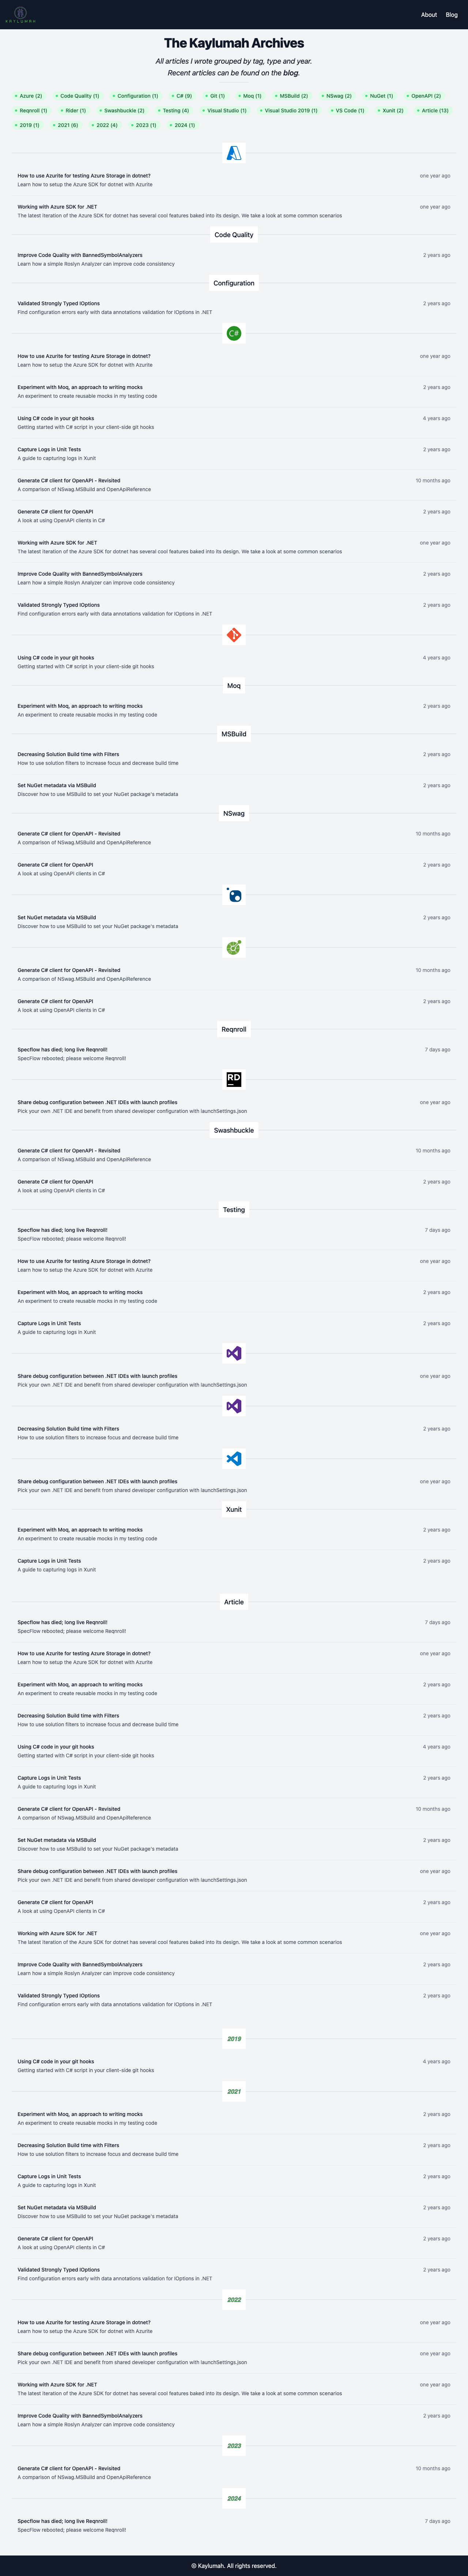 KAYLUMAH
About Blog
The Kaylumah Archives
All articles I wrote grouped by tag, type and year.
Recent articles can be found on the blog.
Azure (2) Code Quality (1) Configuration (1) C# (9) Git (1) Moq (1) MSBuild (2) NSwag (2) NuGet (1) OpenAPI (2)
Reqnroll (1) Rider (1) Swashbuckle (2) Testing (4) Visual Studio (1) Visual Studio 2019 (1) VS Code (1) Xunit (2) Article (13)
2019 (1) 2021 (6) 2022 (4) 2023 (1) 2024 (1)
How to use Azurite for testing Azure Storage in dotnet? one year ago
Learn how to setup the Azure SDK for dotnet with Azurite
Working with Azure SDK for .NET one year ago
The latest iteration of the Azure SDK for dotnet has several cool features baked into its design. We take a look at some common scenarios
Code Quality
Improve Code Quality with BannedSymbolAnalyzers 2 years ago
Learn how a simple Roslyn Analyzer can improve code consistency
Configuration
Validated Strongly Typed IOptions 2 years ago
Find configuration errors early with data annotations validation for IOptions in .NET
C#
How to use Azurite for testing Azure Storage in dotnet? one year ago
Learn how to setup the Azure SDK for dotnet with Azurite
Experiment with Moq, an approach to writing mocks 2 years ago
An experiment to create reusable mocks in my testing code
Using C# code in your git hooks 4 years ago
Getting started with C# script in your client-side git hooks
Capture Logs in Unit Tests 2 years ago
A guide to capturing logs in Xunit
Generate C# client for OpenAPI - Revisited 10 months ago
A comparison of NSwag.MSBuild and OpenApiReference
Generate C# client for OpenAPI 2 years ago
A look at using OpenAPI clients in C#
Working with Azure SDK for .NET one year ago
The latest iteration of the Azure SDK for dotnet has several cool features baked into its design. We take a look at some common scenarios
Improve Code Quality with BannedSymbolAnalyzers 2 years ago
Learn how a simple Roslyn Analyzer can improve code consistency
Validated Strongly Typed IOptions 2 years ago
Find configuration errors early with data annotations validation for IOptions in .NET
Using C# code in your git hooks 4 years ago
Getting started with C# script in your client-side git hooks
Moq
Experiment with Moq, an approach to writing mocks 2 years ago
An experiment to create reusable mocks in my testing code
MSBuild
Decreasing Solution Build time with Filters 2 years ago
How to use solution filters to increase focus and decrease build time
Set NuGet metadata via MSBuild 2 years ago
Discover how to use MSBuild to set your NuGet package's metadata
NSwag
Generate C# client for OpenAPI - Revisited 10 months ago
A comparison of NSwag.MSBuild and OpenApiReference
Generate C# client for OpenAPI 2 years ago
A look at using OpenAPI clients in C#
Set NuGet metadata via MSBuild 2 years ago
Discover how to use MSBuild to set your NuGet package's metadata
Generate C# client for OpenAPI - Revisited 10 months ago
A comparison of NSwag.MSBuild and OpenApiReference
Generate C# client for OpenAPI 2 years ago
A look at using OpenAPI clients in C#
Reqnroll
Specflow has died; long live Reqnroll! 7 days ago
SpecFlow rebooted; please welcome Reqnroll!
RD
Share debug configuration between .NET IDEs with launch profiles one year ago
Pick your own .NET IDE and benefit from shared developer configuration with launchSettings.json
Swashbuckle
Generate C# client for OpenAPI - Revisited 10 months ago
A comparison of NSwag.MSBuild and OpenApiReference
Generate C# client for OpenAPI 2 years ago
A look at using OpenAPI clients in C#
Testing
Specflow has died; long live Reqnroll! 7 days ago
SpecFlow rebooted; please welcome Reqnroll!
How to use Azurite for testing Azure Storage in dotnet? one year ago
Learn how to setup the Azure SDK for dotnet with Azurite
Experiment with Moq, an approach to writing mocks 2 years ago
An experiment to create reusable mocks in my testing code
Capture Logs in Unit Tests 2 years ago
A guide to capturing logs in Xunit
Share debug configuration between .NET IDEs with launch profiles one year ago
Pick your own .NET IDE and benefit from shared developer configuration with launchSettings.json
Decreasing Solution Build time with Filters 2 years ago
How to use solution filters to increase focus and decrease build time
Share debug configuration between .NET IDEs with launch profiles one year ago
Pick your own .NET IDE and benefit from shared developer configuration with launchSettings.json
Xunit
Experiment with Moq, an approach to writing mocks 2 years ago
An experiment to create reusable mocks in my testing code
Capture Logs in Unit Tests 2 years ago
A guide to capturing logs in Xunit
Article
Specflow has died; long live Reqnroll! 7 days ago
SpecFlow rebooted; please welcome Reqnroll!
How to use Azurite for testing Azure Storage in dotnet? one year ago
Learn how to setup the Azure SDK for dotnet with Azurite
Experiment with Moq, an approach to writing mocks 2 years ago
An experiment to create reusable mocks in my testing code
Decreasing Solution Build time with Filters 2 years ago
How to use solution filters to increase focus and decrease build time
Using C# code in your git hooks 4 years ago
Getting started with C# script in your client-side git hooks
Capture Logs in Unit Tests 2 years ago
A guide to capturing logs in Xunit
Generate C# client for OpenAPI - Revisited 10 months ago
A comparison of NSwag.MSBuild and OpenApiReference
Set NuGet metadata via MSBuild 2 years ago
Discover how to use MSBuild to set your NuGet package's metadata
Share debug configuration between .NET IDEs with launch profiles one year ago
Pick your own .NET IDE and benefit from shared developer configuration with launchSettings.json
Generate C# client for OpenAPI 2 years ago
A look at using OpenAPI clients in C#
Working with Azure SDK for .NET one year ago
The latest iteration of the Azure SDK for dotnet has several cool features baked into its design. We take a look at some common scenarios
Improve Code Quality with BannedSymbolAnalyzers 2 years ago
Learn how a simple Roslyn Analyzer can improve code consistency
Validated Strongly Typed IOptions 2 years ago
Find configuration errors early with data annotations validation for IOptions in .NET
2019
Using C# code in your git hooks 4 years ago
Getting started with C# script in your client-side git hooks
2021
Experiment with Moq, an approach to writing mocks 2 years ago
An experiment to create reusable mocks in my testing code
Decreasing Solution Build time with Filters 2 years ago
How to use solution filters to increase focus and decrease build time
Capture Logs in Unit Tests 2 years ago
A guide to capturing logs in Xunit
Set NuGet metadata via MSBuild 2 years ago
Discover how to use MSBuild to set your NuGet package's metadata
Generate C# client for OpenAPI 2 years ago
A look at using OpenAPI clients in C#
Validated Strongly Typed IOptions 2 years ago
Find configuration errors early with data annotations validation for IOptions in .NET
2022
How to use Azurite for testing Azure Storage in dotnet? one year ago
Learn how to setup the Azure SDK for dotnet with Azurite
Share debug configuration between .NET IDEs with launch profiles one year ago
Pick your own .NET IDE and benefit from shared developer configuration with launchSettings.json
Working with Azure SDK for .NET one year ago
The latest iteration of the Azure SDK for dotnet has several cool features baked into its design. We take a look at some common scenarios
Improve Code Quality with BannedSymbolAnalyzers 2 years ago
Learn how a simple Roslyn Analyzer can improve code consistency
2023
Generate C# client for OpenAPI - Revisited 10 months ago
A comparison of NSwag.MSBuild and OpenApiReference
2024
Specflow has died; long live Reqnroll! 7 days ago
SpecFlow rebooted; please welcome Reqnroll!
© Kaylumah. All rights reserved.